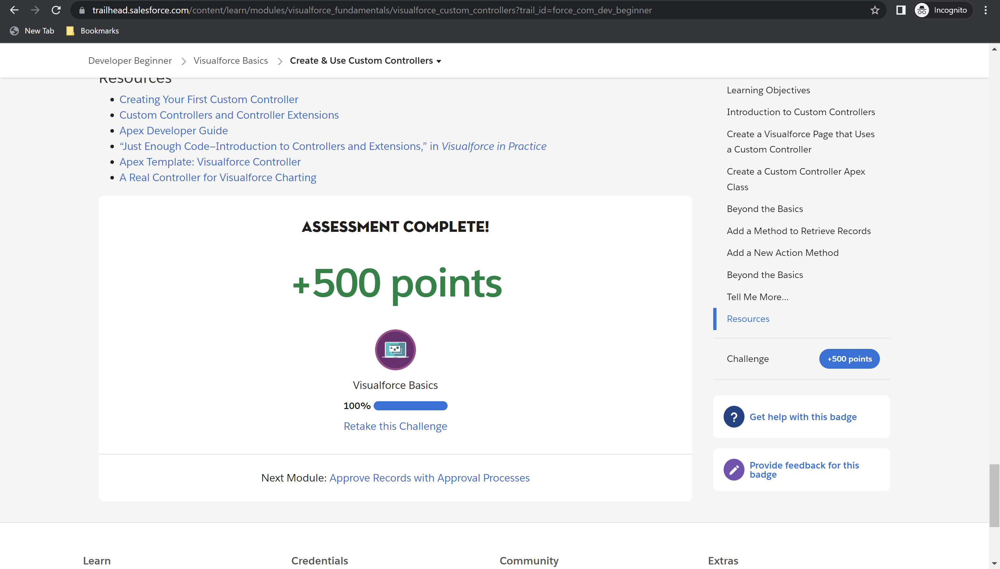 trailhead.salesforce.com/content/learn/modules/visualforce_fundamentals/visualforce_custom_controllers?trail_id=force_com_dev_beginner
Incognito
New Tab
Bookmarks
Developer Beginner
Visualforce Basics
Create & Use Custom Controllers
Resources
Creating Your First Custom Controller
Custom Controllers and Controller Extensions
Apex Developer Guide
“Just Enough Code—Introduction to Controllers and Extensions,” in Visualforce in Practice
Apex Template: Visualforce Controller
A Real Controller for Visualforce Charting
ASSESSMENT COMPLETE!
+500 points
Visualforce Basics
100%
Retake this Challenge
Next Module: Approve Records with Approval Processes
Learning Objectives
Introduction to Custom Controllers
Create a Visualforce Page that Uses
a Custom Controller
Create a Custom Controller Apex
Class
Beyond the Basics
Add a Method to Retrieve Records
Add a New Action Method
Beyond the Basics
Tell Me More...
Resources
Challenge
+500 points
?
Get help with this badge
Provide feedback for this
badge
Learn
Credentials
Community
Extras